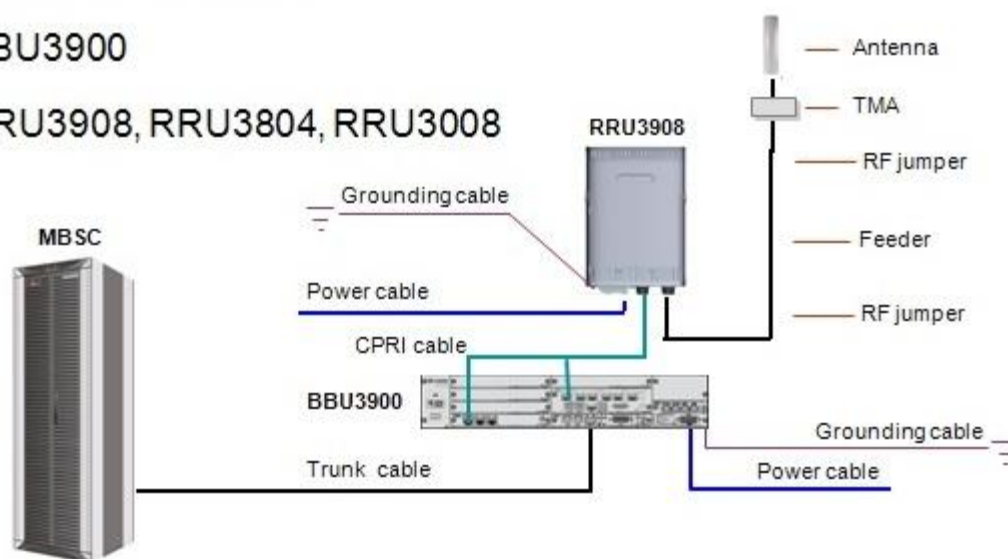 BU3900
RU3908, RRU3804, RRU3008
Antenna
TMA
RRU3908
RF jumper
Grounding cable
MBSC
Feeder
Power cable
RF jumper
CPRI cable
BBU3900
Grounding cable
Trunk cable
Power cable